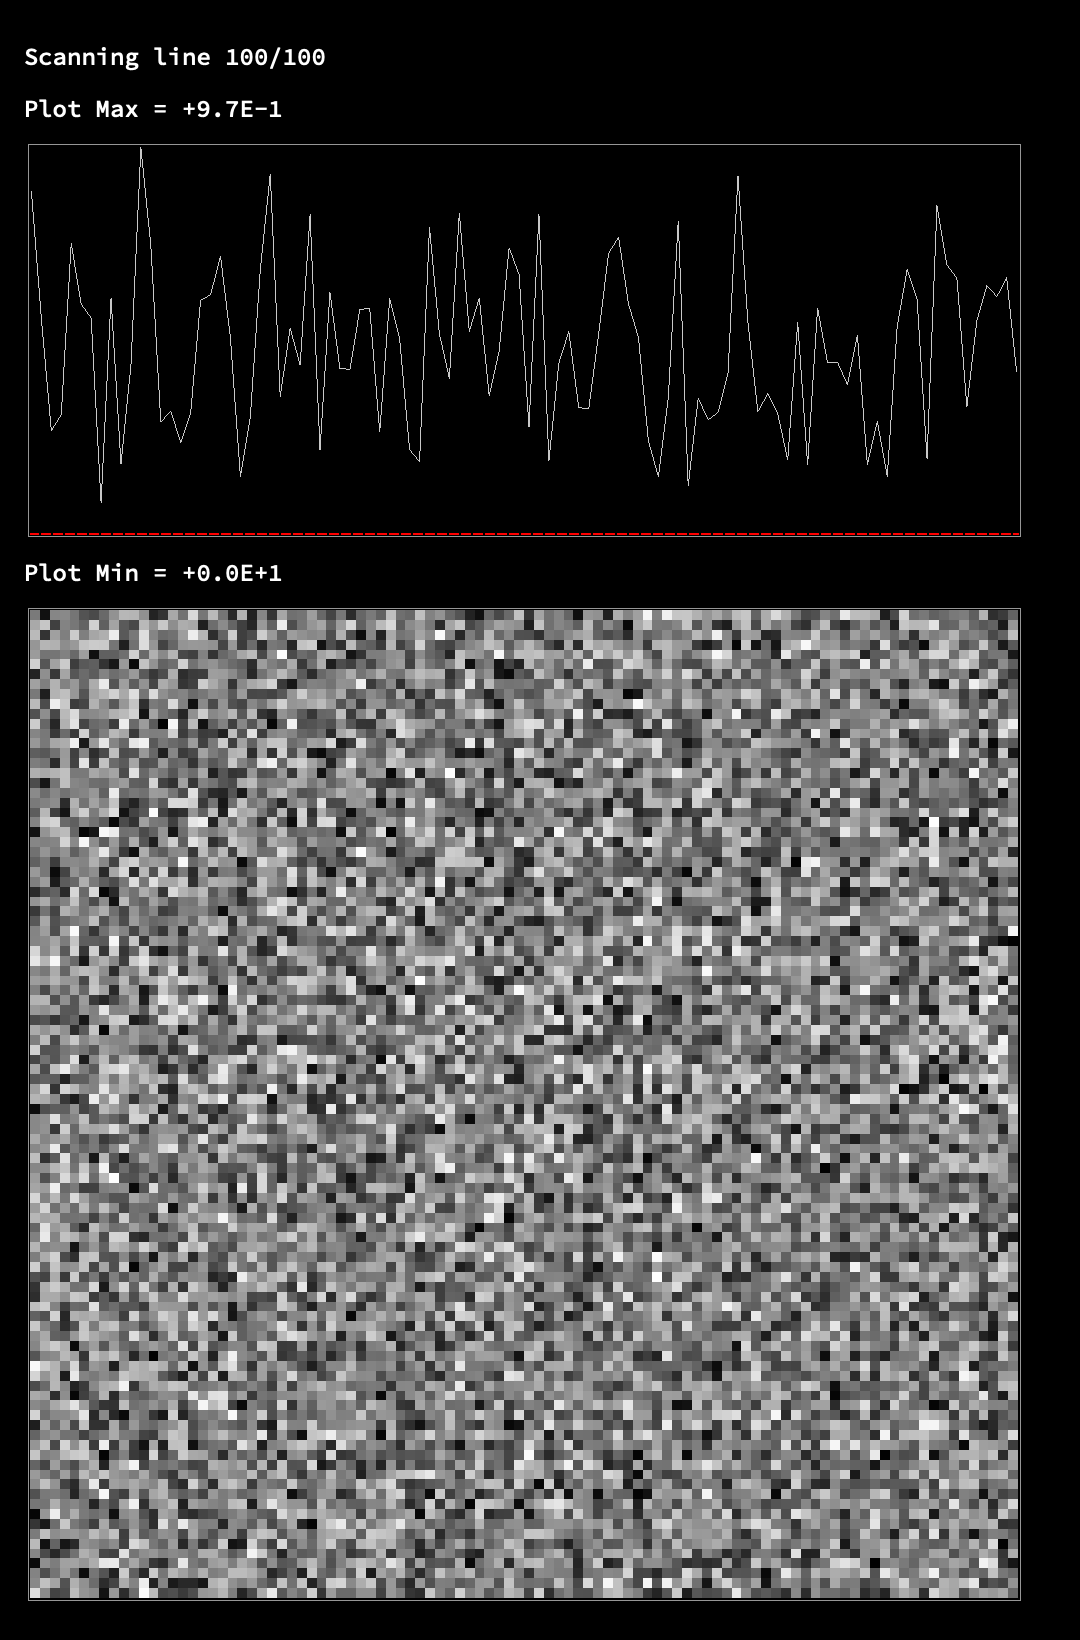 Scanning line 100/100
Plot Max = +9.7E-1
Plot Min = +0.0E+1